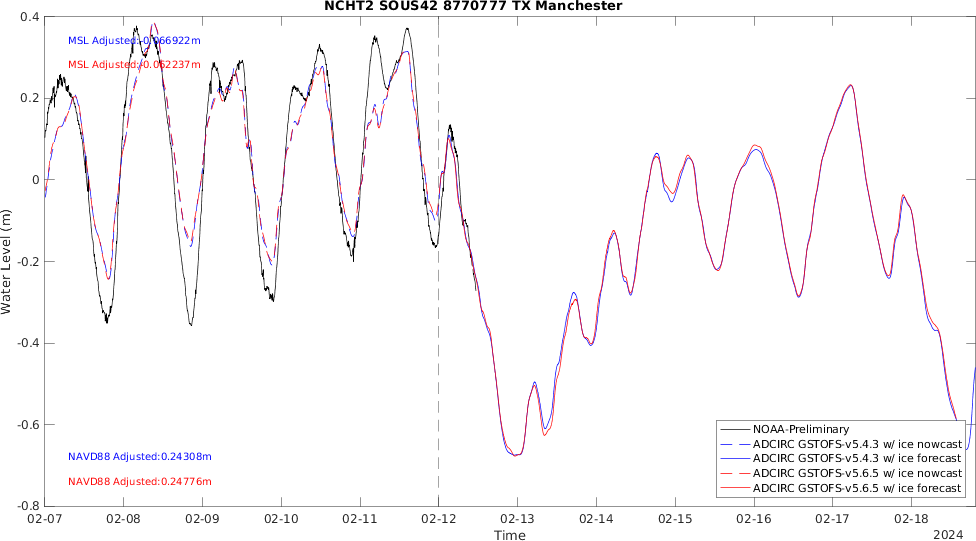 NCHT2 SOUS42 8770777 TX Manchester
MSL Adjusted:-0.066922m
MSL Adjusted:-0.062237m
NAVD88 Adjusted:0.24308m
NAVD88 Adjusted:0.24776m
Water Level (m)
0.4
0.2
0
-0.2
-0.4
-0.6
-0.8
NOAA-Preliminary
ADCIRC GSTOFS-v5.4.3 w/ ice nowcast
ADCIRC GSTOFS-v5.4.3 w/ ice forecast
ADCIRC GSTOFS-v5.6.5 w/ ice nowcast
ADCIRC GSTOFS-v5.6.5 w/ ice forecast
02-07 02-08 02-09 02-10 02-11 02-12 02-13 02-14 02-15 02-16 02-17 02-18
Time
2024